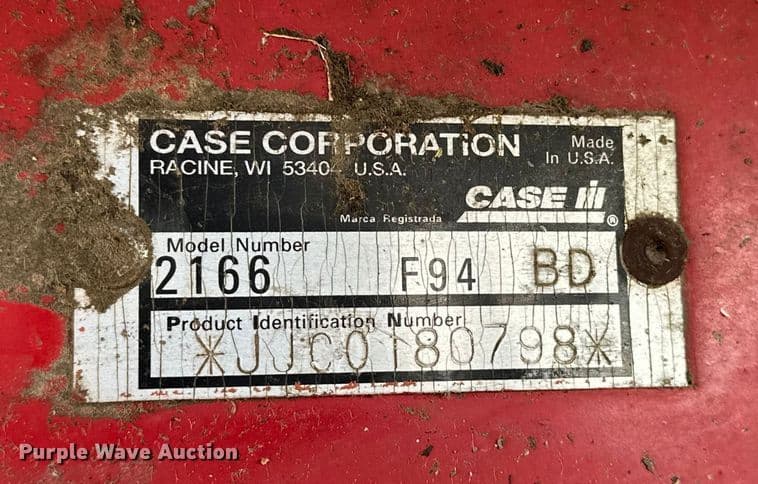 CASE CORPORATION
RACINE, WI 53404 U.S.A.
Made
In U.S.A.
CASE IH
®
Marca Registrada
Model Number
2166 F94 BD
Product Identification Number
*JJC0180798*
Purple Wave Auction®